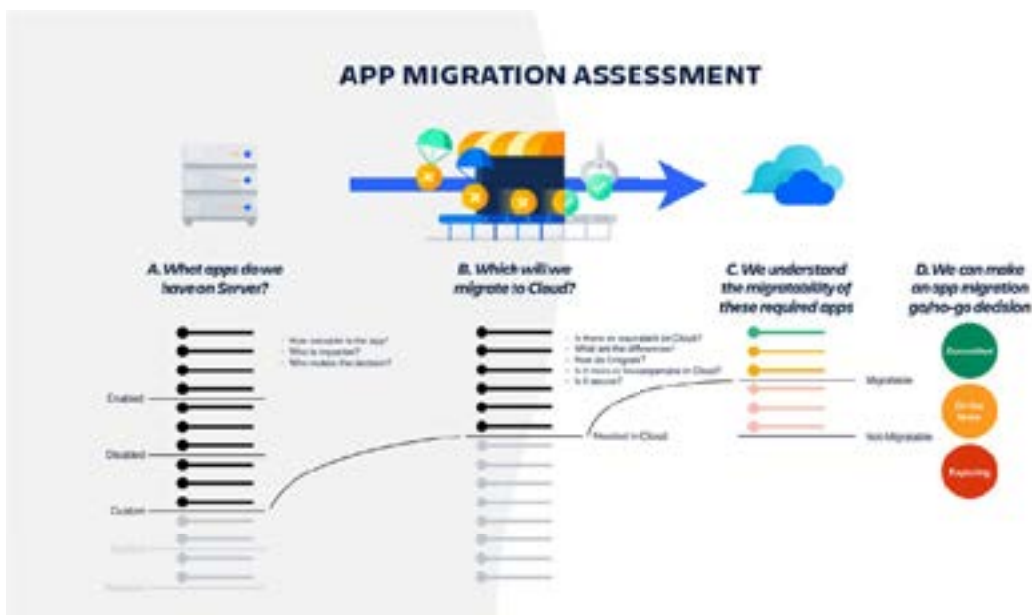 APP MIGRATION ASSESSMENT
A. What apps do we
have on Server?
B. Which will we
migrate to Cloud?
C. We understand
the migratability of
these required apps
D. We can make
an app migration
go/no-go decision
- How valuable is the app?
- Who is impacted?
- Who makes the decision?
- Is there an equivalent in Cloud?
- What are the differences?
- How do I migrate?
- Is it more or less expensive in Cloud?
- Is it secure?
Enabled
Disabled
Custom
Needed in Cloud
Migratable
Non-Migratable
Committed
On the
fence
Exploring